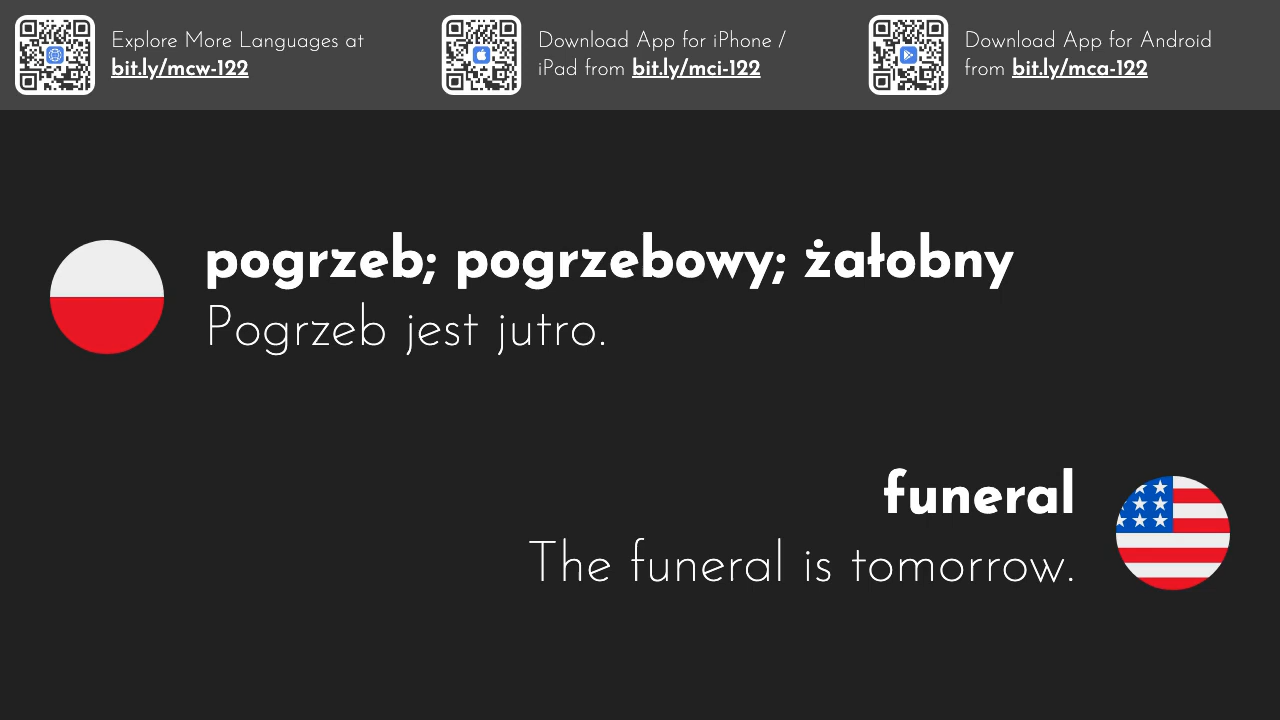 Explore More Languages at
bit.ly/mcw-122
Download App for iPhone /
iPad from bit.ly/mci-122
Download App for Android
from bit.ly/mca-122
pogrzeb; pogrzebowy; żałobny
Pogrzeb jest jutro.
funeral
The funeral is tomorrow.